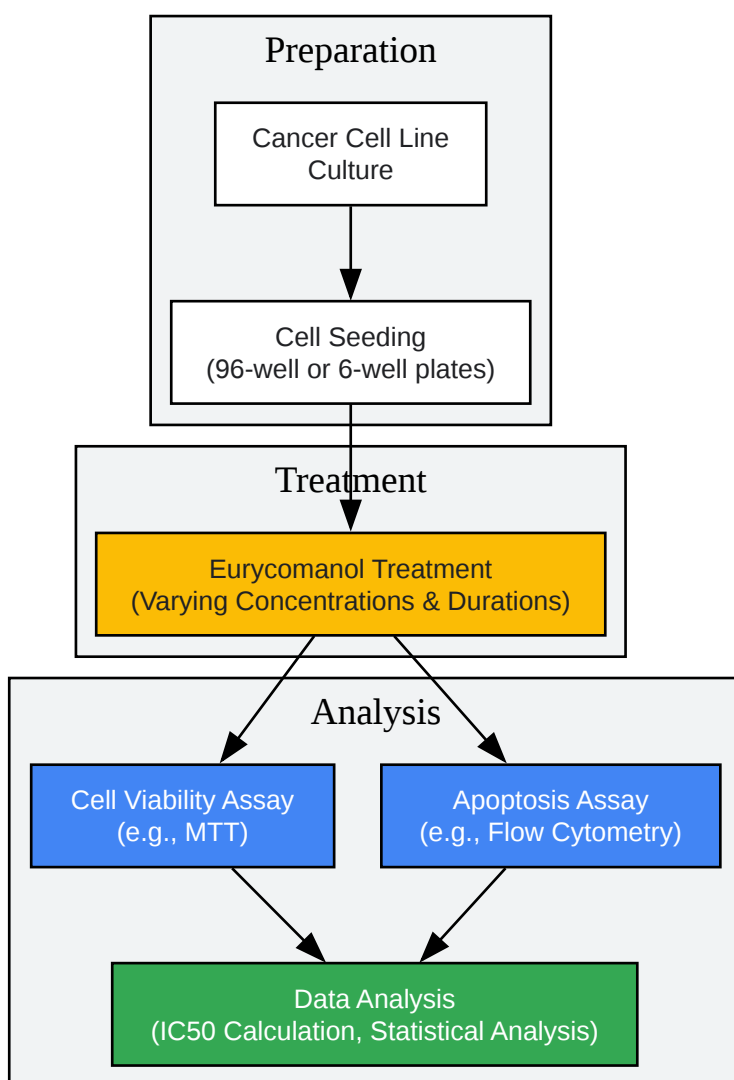 Preparation
Cancer Cell Line
Culture
Cell Seeding
(96-well or 6-well plates)
Treatment
Eurycomanol Treatment
(Varying Concentrations & Durations)
Analysis
Cell Viability Assay
(e.g., MTT)
Apoptosis Assay
(e.g., Flow Cytometry)
Data Analysis
(IC50 Calculation, Statistical Analysis)